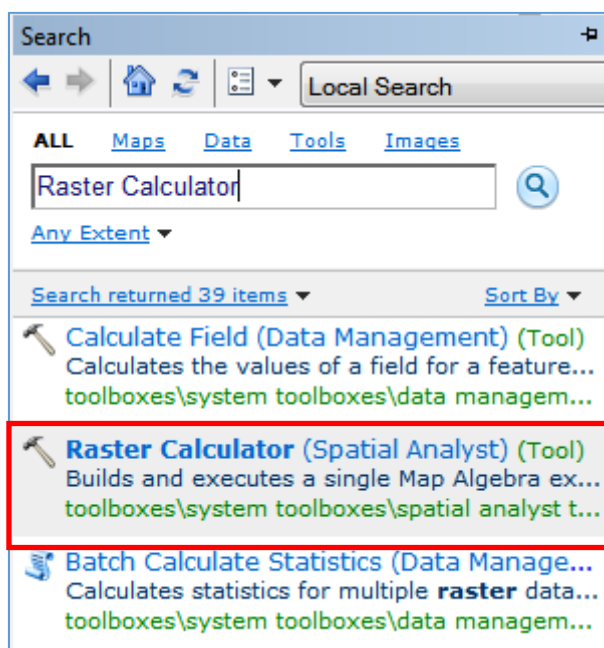 Search
Local Search
ALL Maps Data Tools Images
Raster Calculator
Any Extent
Search returned 39 items Sort By
Calculate Field (Data Management) (Tool)
Calculates the values of a field for a feature...
toolboxes\system toolboxes\data managem...
Raster Calculator (Spatial Analyst) (Tool)
Builds and executes a single Map Algebra ex...
toolboxes\system toolboxes\spatial analyst t...
Batch Calculate Statistics (Data Manage...
Calculates statistics for multiple raster data...
toolboxes\system toolboxes\data managem...